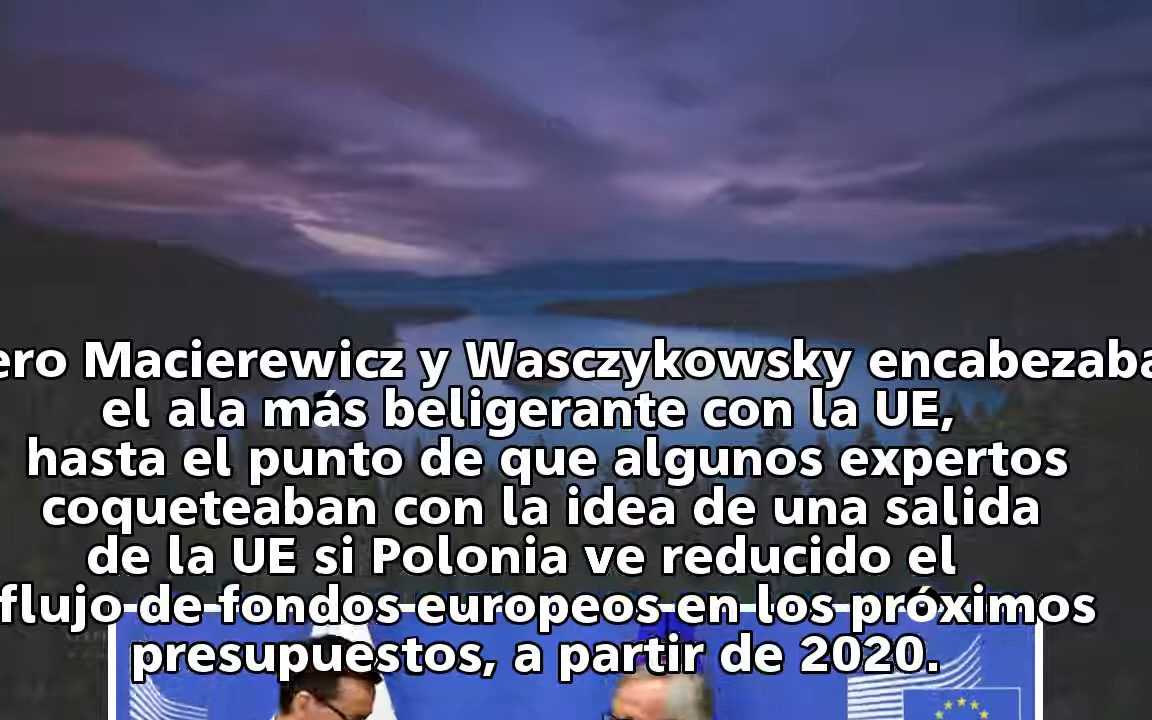 ero Macierewicz y Wasczykowsky encabezaba
el ala más beligerante con la UE,
hasta el punto de que algunos expertos
coqueteaban con la idea de una salida
de la UE si Polonia ve reducido el
flujo de fondos europeos en los próximos
presupuestos, a partir de 2020.